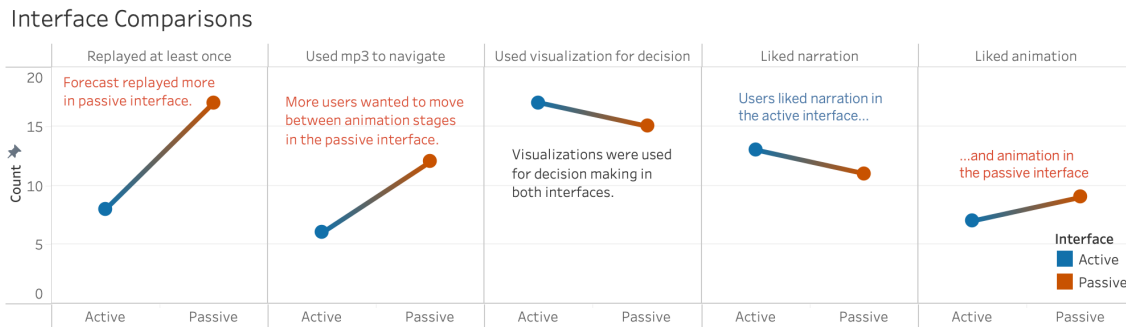 Interface Comparisons
Replayed at least once
Used mp3 to navigate
Used visualization for decision
Liked narration
Liked animation
Count
20
15
10
5
0
Forecast replayed more
in passive interface.
More users wanted to move
between animation stages
in the passive interface.
Visualizations were used
for decision making in
both interfaces.
Users liked narration in
the active interface...
...and animation in
the passive interface
Interface
Active
Passive
Active
Passive
Active
Passive
Active
Passive
Active
Passive
Active
Passive